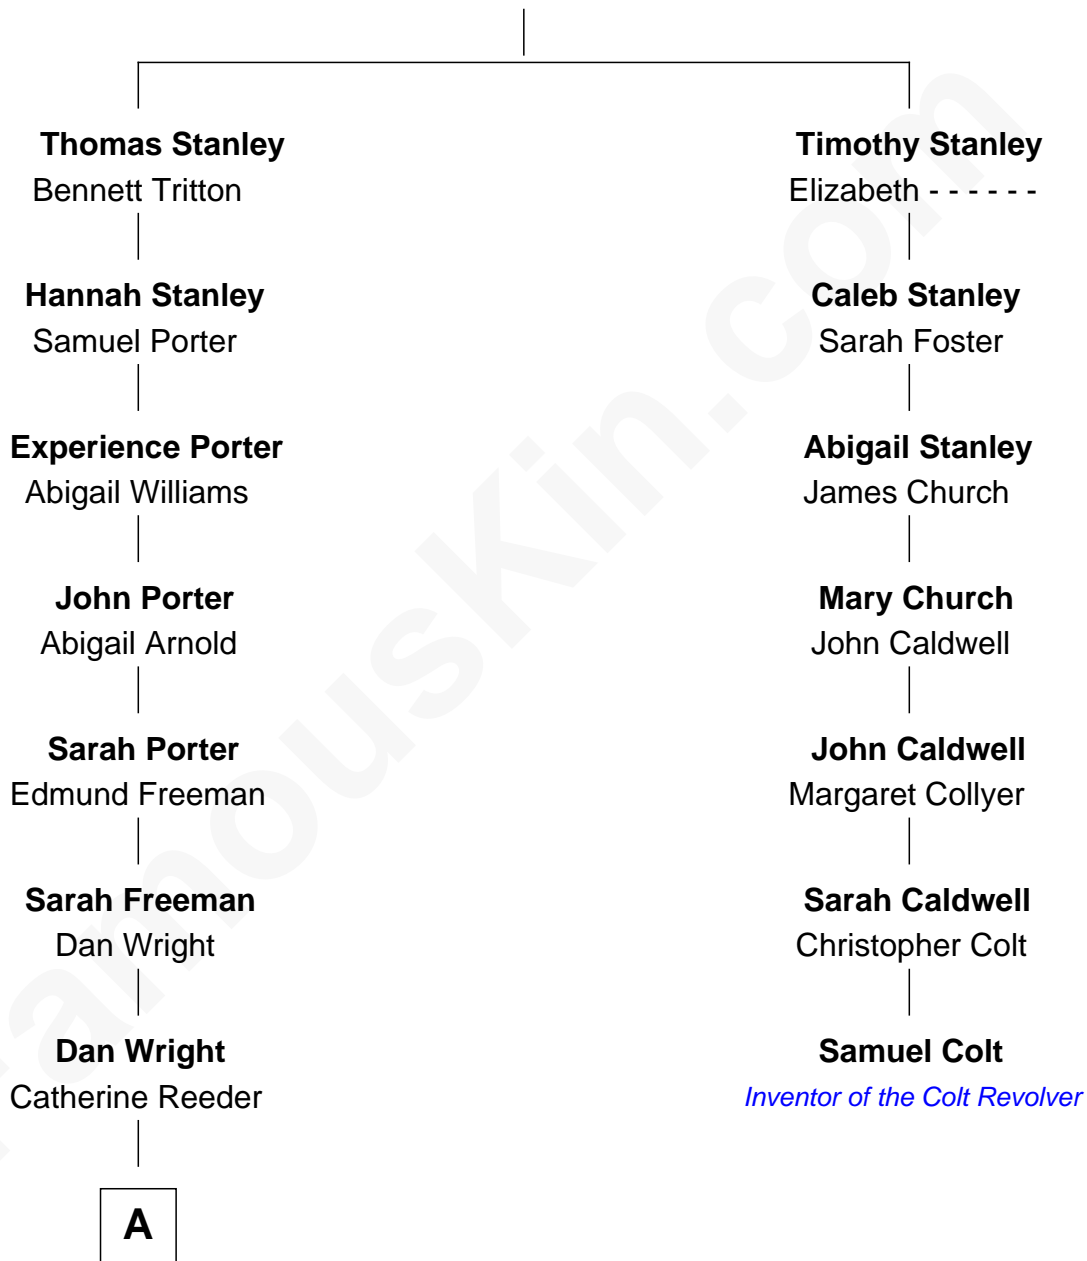 Thomas Stanley
Bennett Tritton
Timothy Stanley
Elizabeth - - - - - -
Hannah Stanley
Samuel Porter
Caleb Stanley
Sarah Foster
Experience Porter
Abigail Williams
Abigail Stanley
James Church
John Porter
Abigail Arnold
Mary Church
John Caldwell
Sarah Porter
Edmund Freeman
John Caldwell
Margaret Collyer
Sarah Freeman
Dan Wright
Sarah Caldwell
Christopher Colt
Dan Wright
Catherine Reeder
Samuel Colt
Inventor of the Colt Revolver
A
FamousKin.com